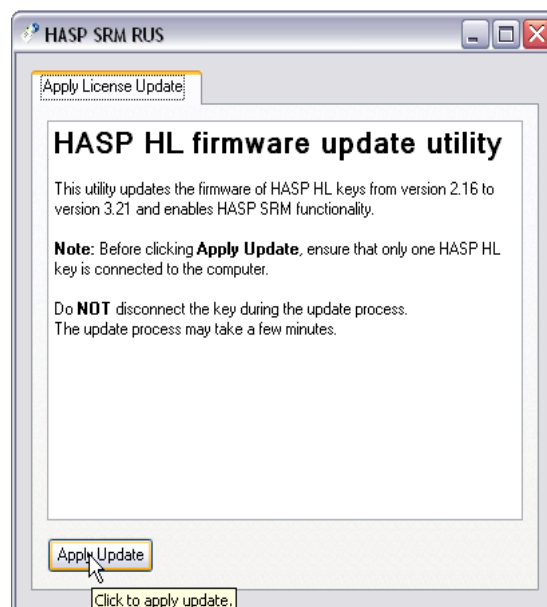 HASP SRM RUS
Apply License Update
HASP HL firmware update utility
This utility updates the firmware of HASP HL keys from version 2.16 to
version 3.21 and enables HASP SRM functionality.
Note: Before clicking Apply Update, ensure that only one HASP HL
key is connected to the computer.
Do NOT disconnect the key during the update process.
The update process may take a few minutes.
Apply Update
Click to apply update.